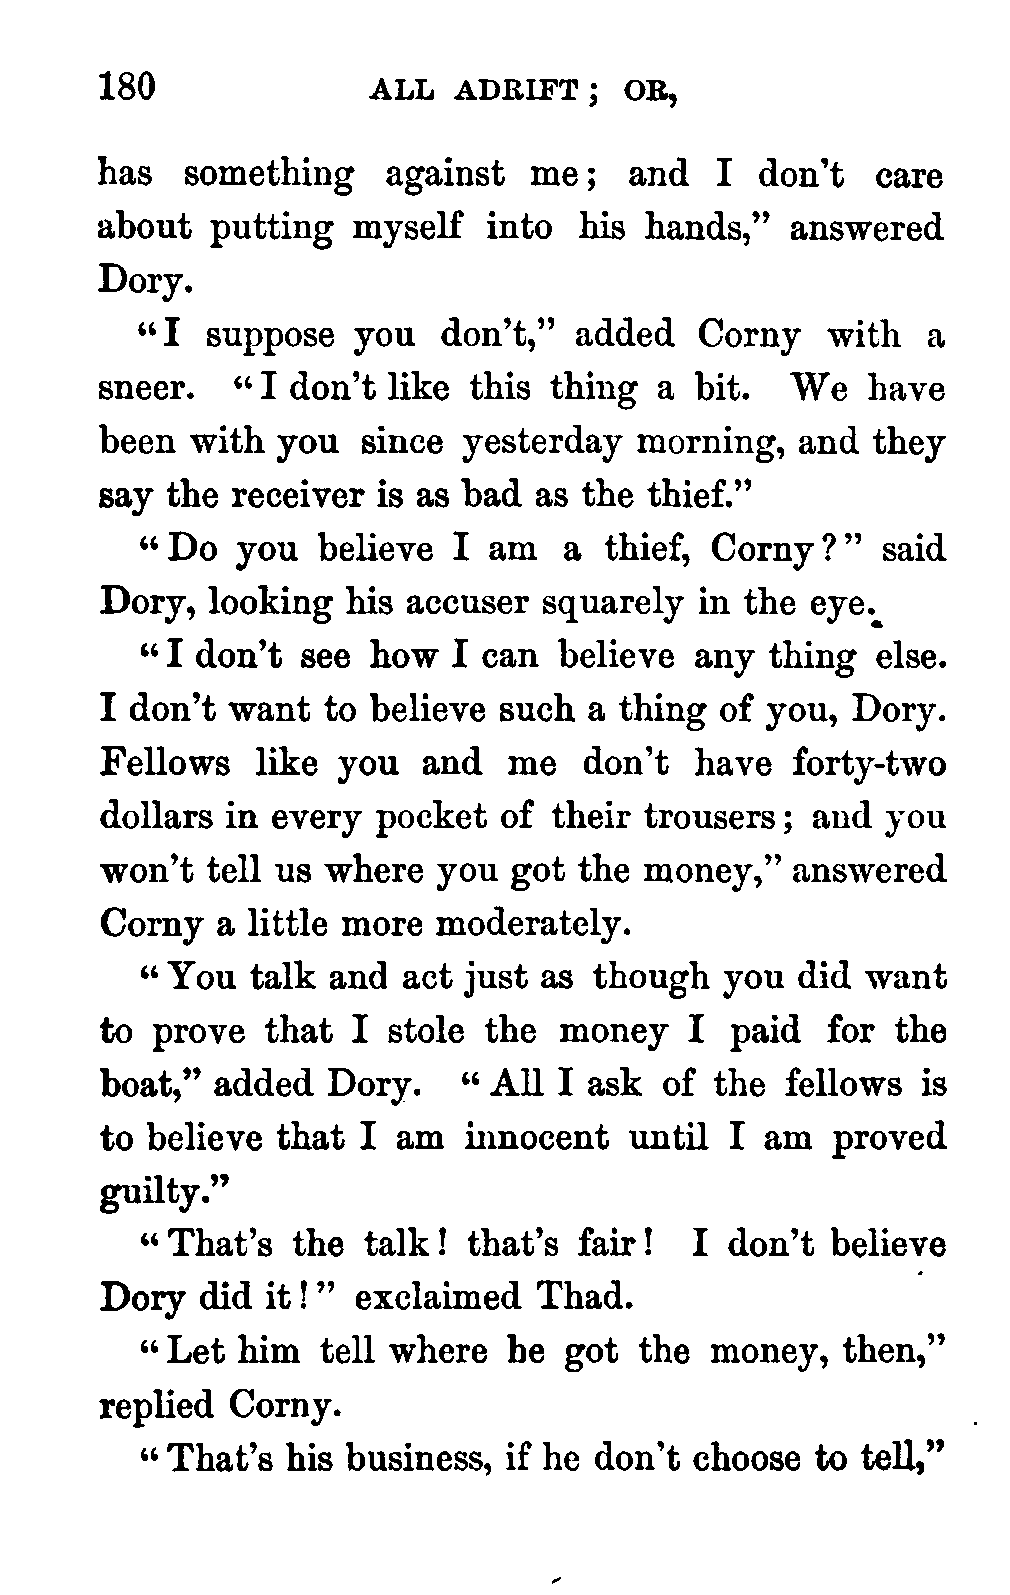 180 ALL ADRIFT; OR,
has something against me; and I don't care
about putting myself into his hands,” answered
Dory.
“I suppose you don't,” added Corny with a
sneer. “I don't like this thing a bit. We have
been with you since yesterday morning, and they
say the receiver is as bad as the thief.”
“Do you believe I am a thief, Corny?” said
Dory, looking his accuser squarely in the eye.
“I don't see how I can believe any thing else.
I don't want to believe such a thing of you, Dory.
Fellows like you and me don't have forty-two
dollars in every pocket of their trousers; and you
won't tell us where you got the money,” answered
Corny a little more moderately.
“You talk and act just as though you did want
to prove that I stole the money I paid for the
boat,” added Dory. “All I ask of the fellows is
to believe that I am innocent until I am proved
guilty.”
“That's the talk! that's fair! I don't believe
Dory did it!” exclaimed Thad.
“Let him tell where he got the money, then,”
replied Corny.
“That's his business, if he don't choose to tell,”